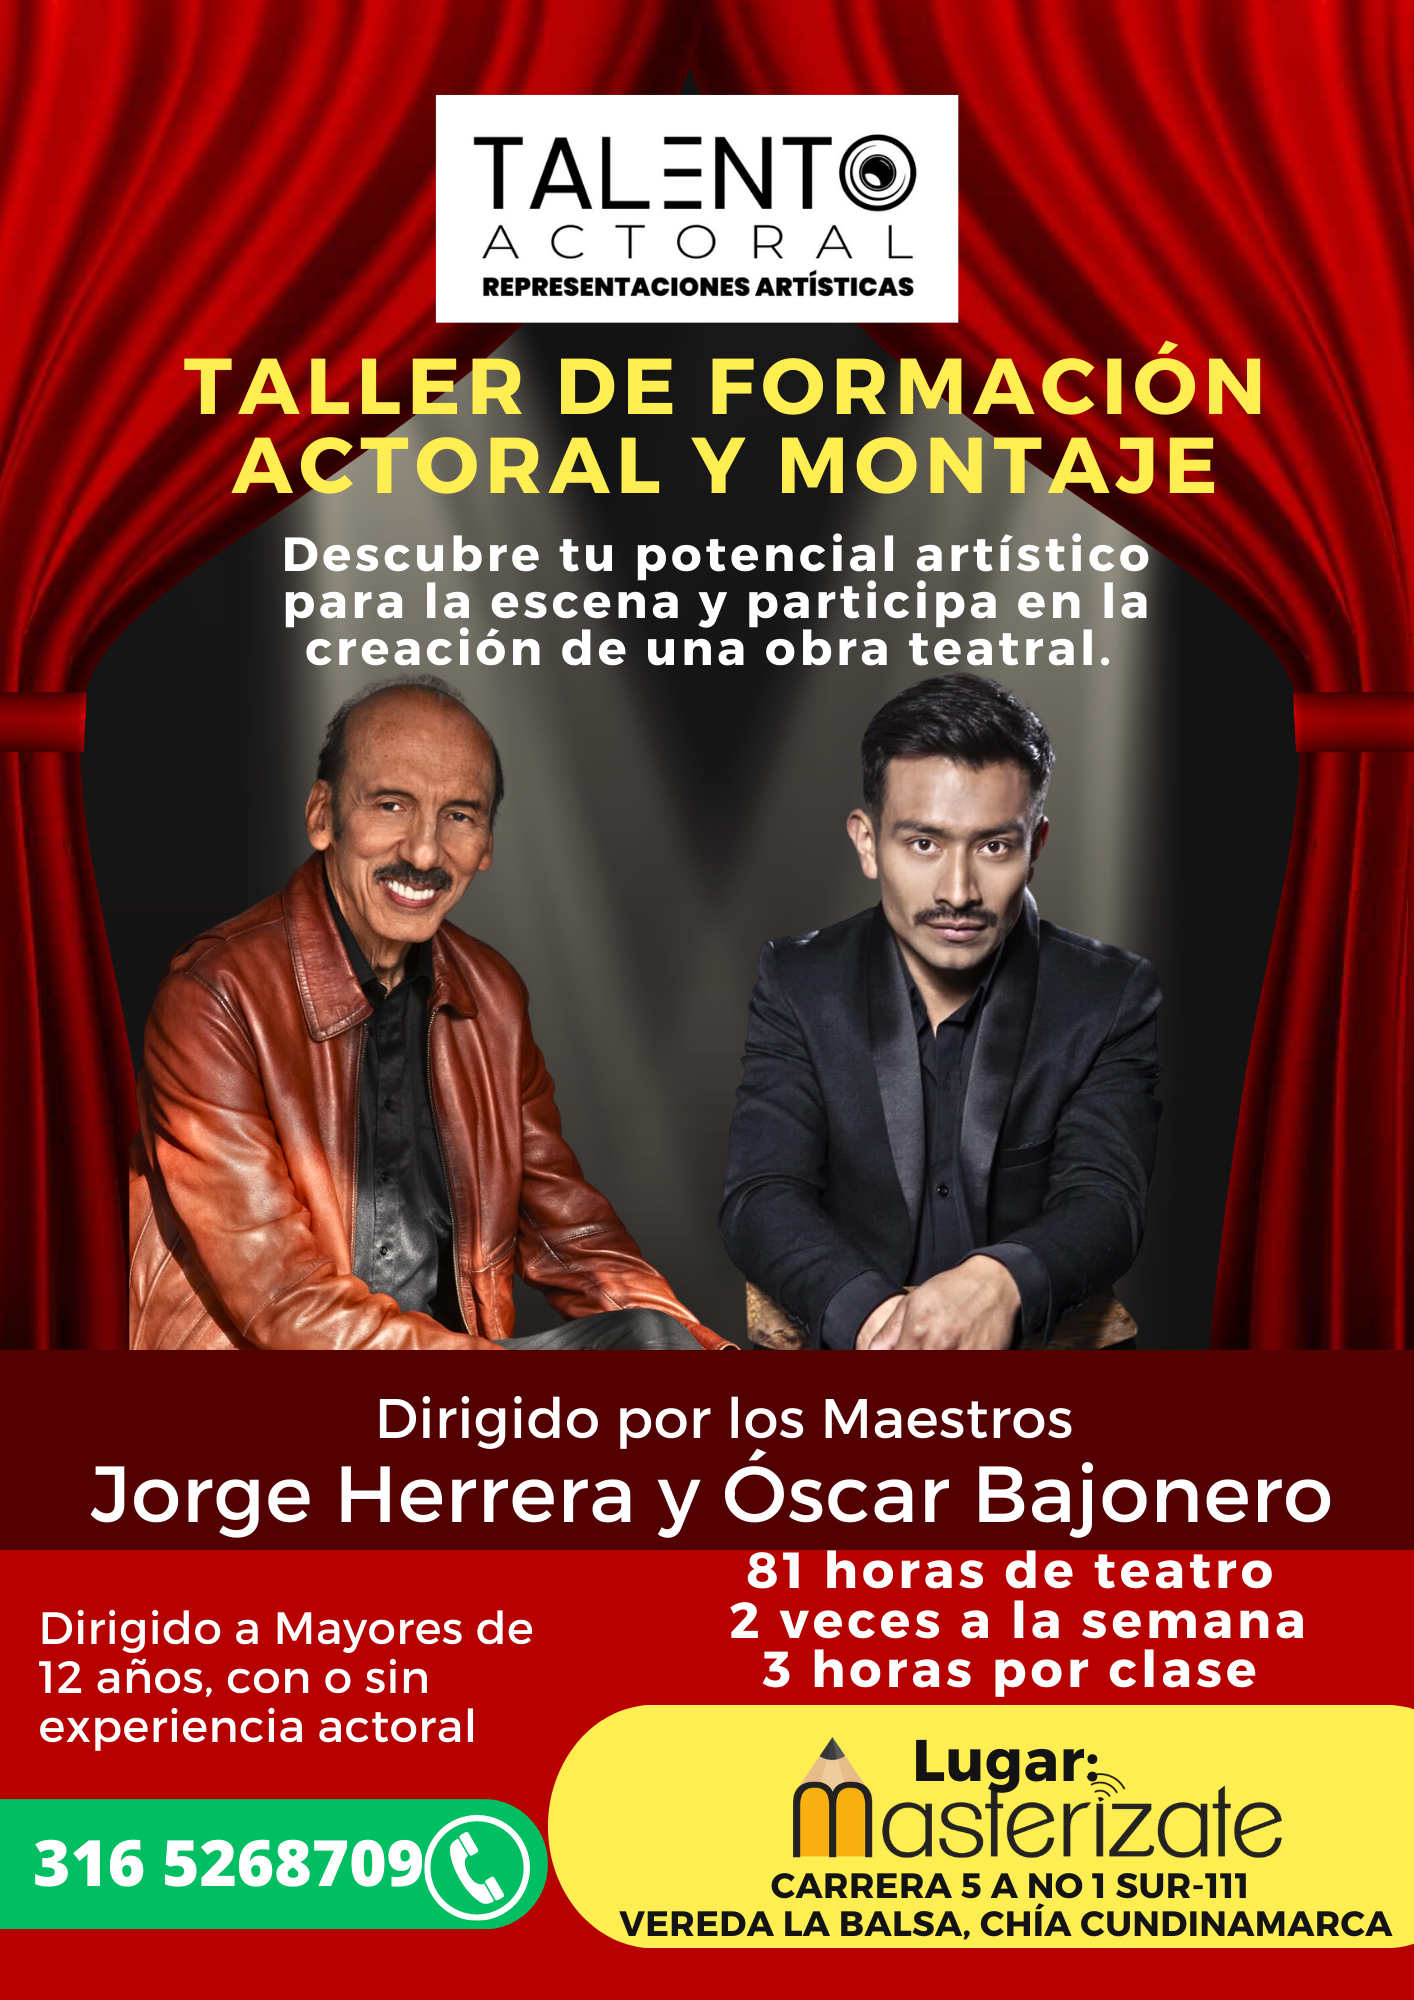 TALENTO
ACTORAL
REPRESENTACIONES ARTÍSTICAS
TALLER DE FORMACIÓN
ACTORAL Y MONTAJE
Descubre tu potencial artístico
para la escena y participa en la
creación de una obra teatral.
Dirigido por los Maestros
Jorge Herrera y Óscar Bajonero
81 horas de teatro
2 veces a la semana
3 horas por clase
Dirigido a Mayores de
12 años, con o sin
experiencia actoral
316 5268709
Lugar:
masterizate
CARRERA 5 A NO 1 SUR-111
VEREDA LA BALSA, CHÍA CUNDINAMARCA